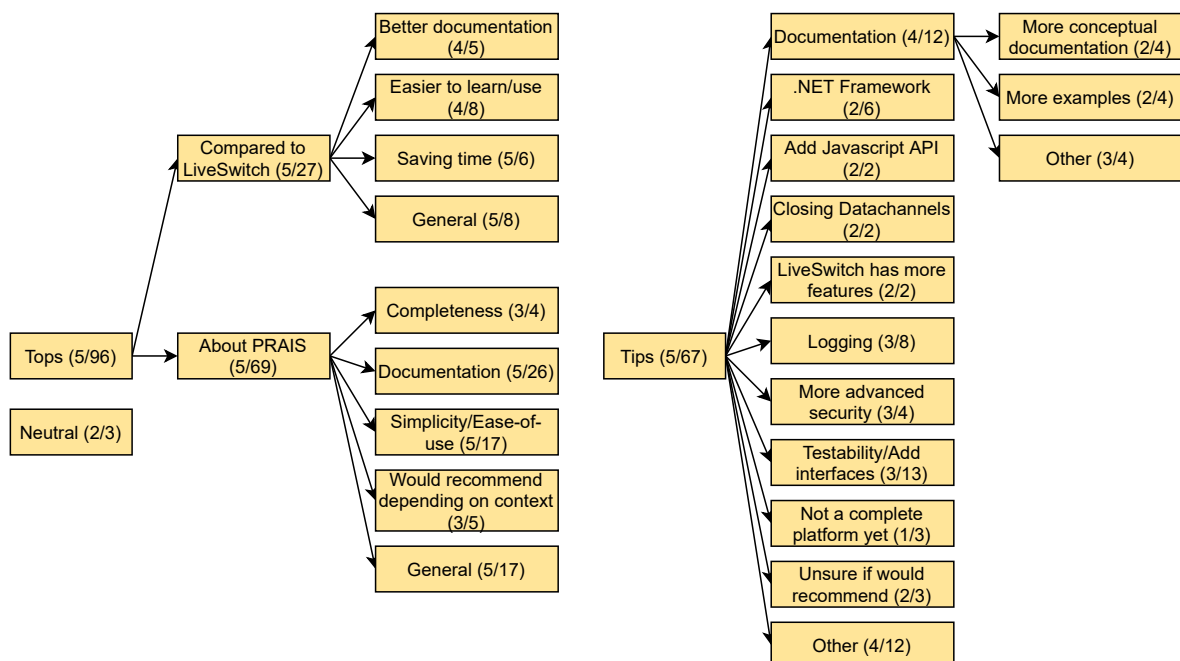 Better documentation
(4/5)
Easier to learn/use
(4/8)
Compared to
LiveSwitch (5/27)
Saving time (5/6)
General (5/8)
Tops (5/96)
About PRAIS
(5/69)
Completeness (3/4)
Documentation (5/26)
Simplicity/Ease-of-
use (5/17)
Would recommend
depending on context
(3/5)
General (5/17)
Neutral (2/3)
Tips (5/67)
Documentation (4/12)
More conceptual
documentation (2/4)
More examples (2/4)
Other (3/4)
.NET Framework
(2/6)
Add Javascript API
(2/2)
Closing Datachannels
(2/2)
LiveSwitch has more
features (2/2)
Logging (3/8)
More advanced
security (3/4)
Testability/Add
interfaces (3/13)
Not a complete
platform yet (1/3)
Unsure if would
recommend (2/3)
Other (4/12)